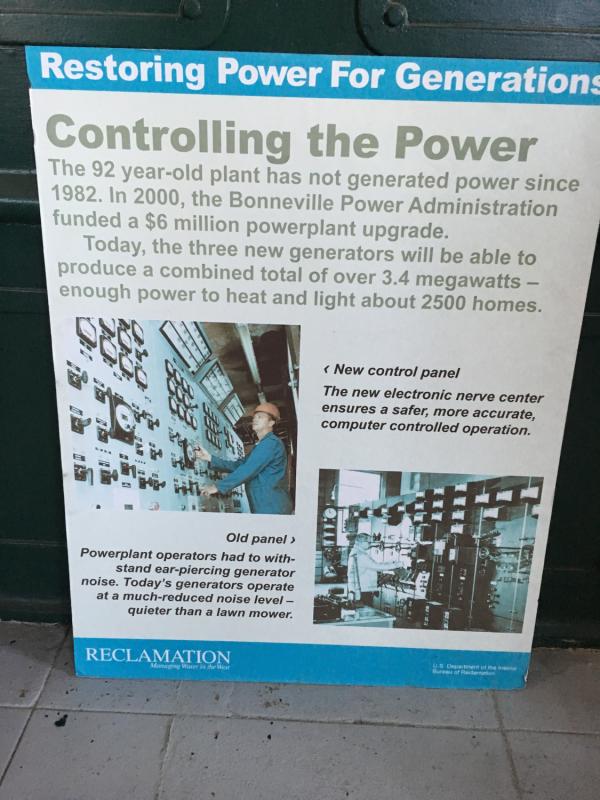 Restoring Power For Generations
Controlling the Power
The 92 year-old plant has not generated power since
1982. In 2000, the Bonneville Power Administration
funded a $6 million powerplant upgrade.
Today, the three new generators will be able to
produce a combined total of over 3.4 megawatts –
enough power to heat and light about 2500 homes.
‹ New control panel
The new electronic nerve center
ensures a safer, more accurate,
computer controlled operation.
Old panel ›
Powerplant operators had to with-
stand ear-piercing generator
noise. Today's generators operate
at a much-reduced noise level –
quieter than a lawn mower.
RECLAMATION
Managing Water in the West
U.S. Department of the Interior
Bureau of Reclamation